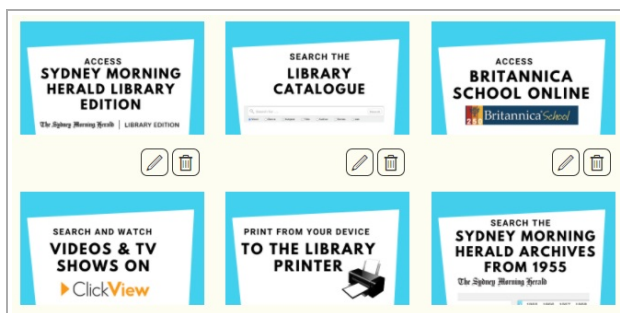 ACCESS
SYDNEY MORNING
HERALD LIBRARY
EDITION
The Sydney Morning Herald | LIBRARY EDITION
SEARCH THE
LIBRARY
CATALOGUE
ACCESS
BRITANNICA
SCHOOL ONLINE
Britannica School
SEARCH AND WATCH
VIDEOS & TV
SHOWS ON
ClickView
PRINT FROM YOUR DEVICE
TO THE LIBRARY
PRINTER
SEARCH THE
SYDNEY MORNING
HERALD ARCHIVES
FROM 1955
The Sydney Morning Herald